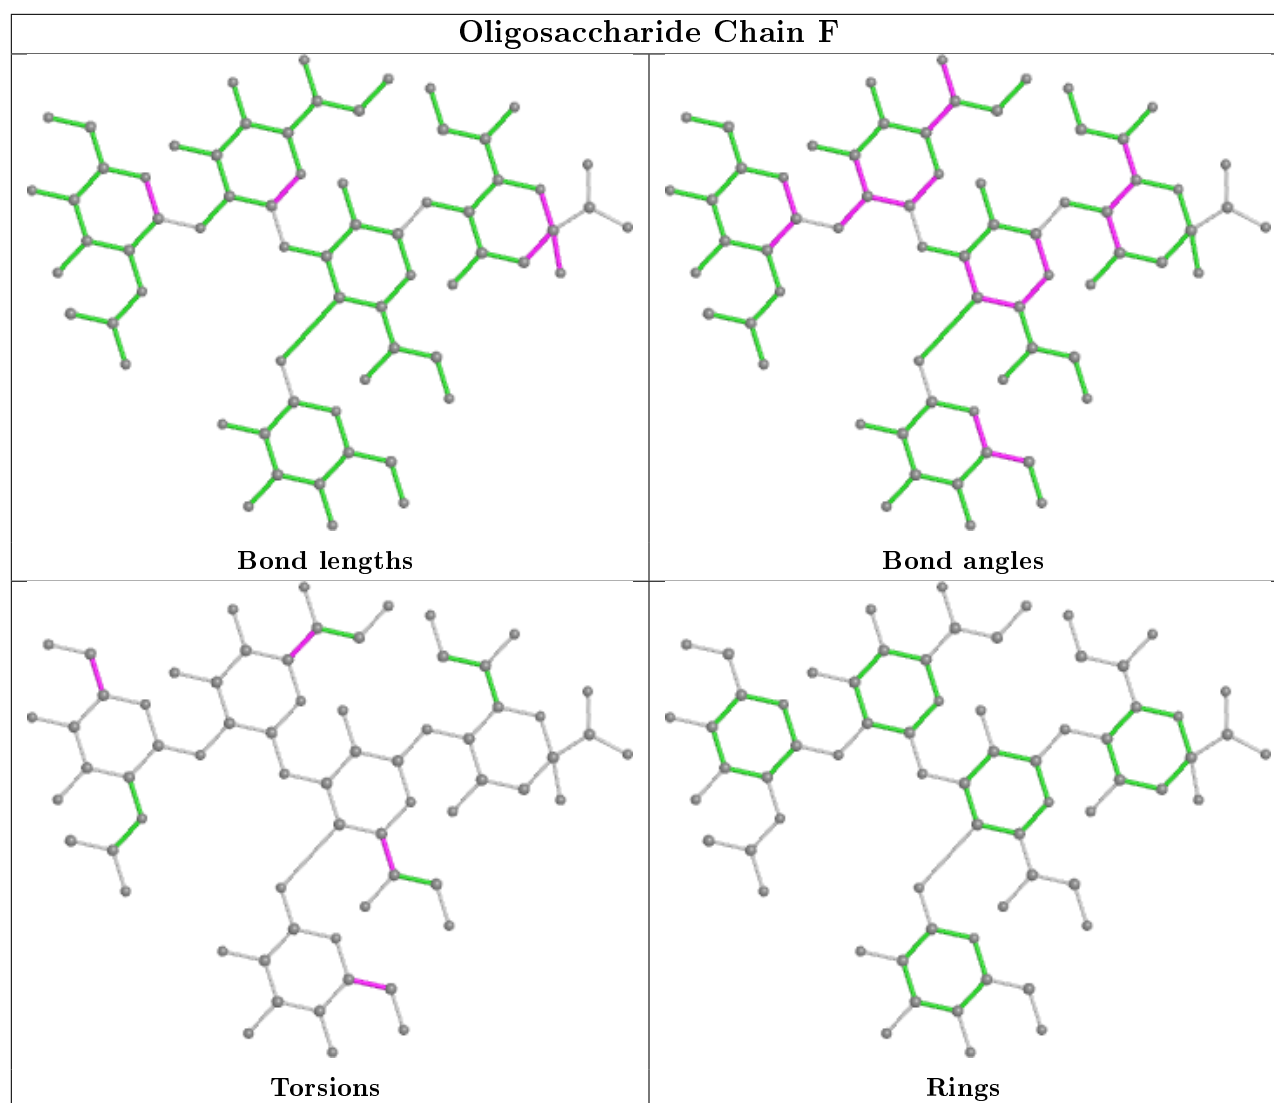 Oligosaccharide Chain F
Bond lengths
Bond angles
Torsions
Rings